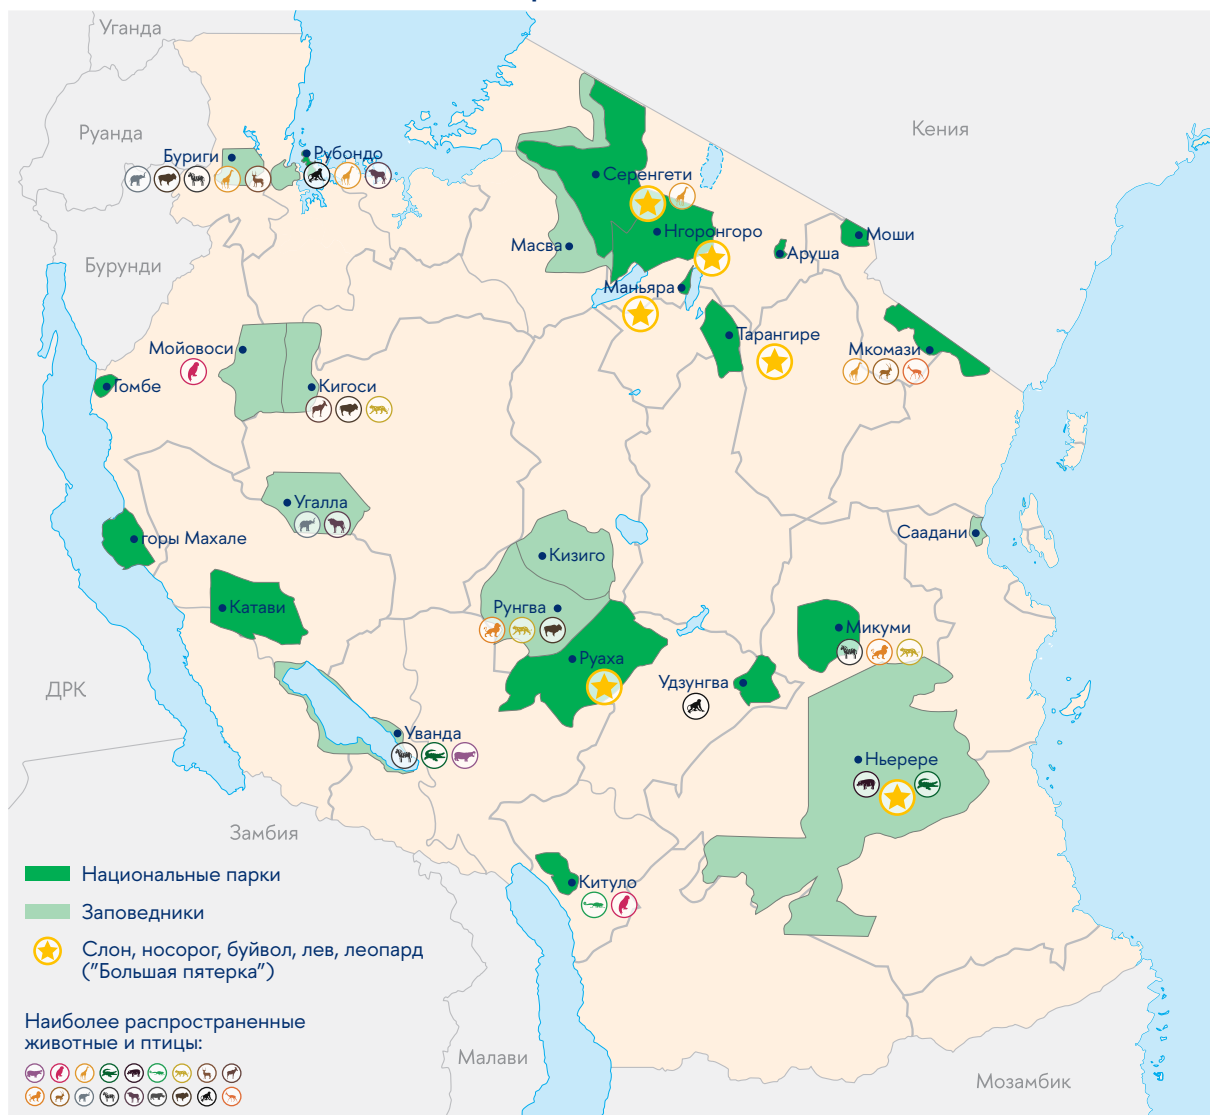 Уганда
Руанда
Кения
Буриги
Рубондо
Серенгети
Нгоронгоро
Масва
Моши
Аруша
Бурунди
Маньяра
Тарангире
Мойовоси
Мкомази
Гомбе
Кигоси
Угалла
Саадани
горы Махале
Кизиго
Катави
Рунгва
Микуми
Руаха
Удзунгва
ДРК
Уванда
Ньерере
Замбия
Китуло
Национальные парки
Заповедники
Слон, носорог, буйвол, лев, леопард
("Большая пятерка")
Наиболее распространенные
животные и птицы:
Малави
Мозамбик